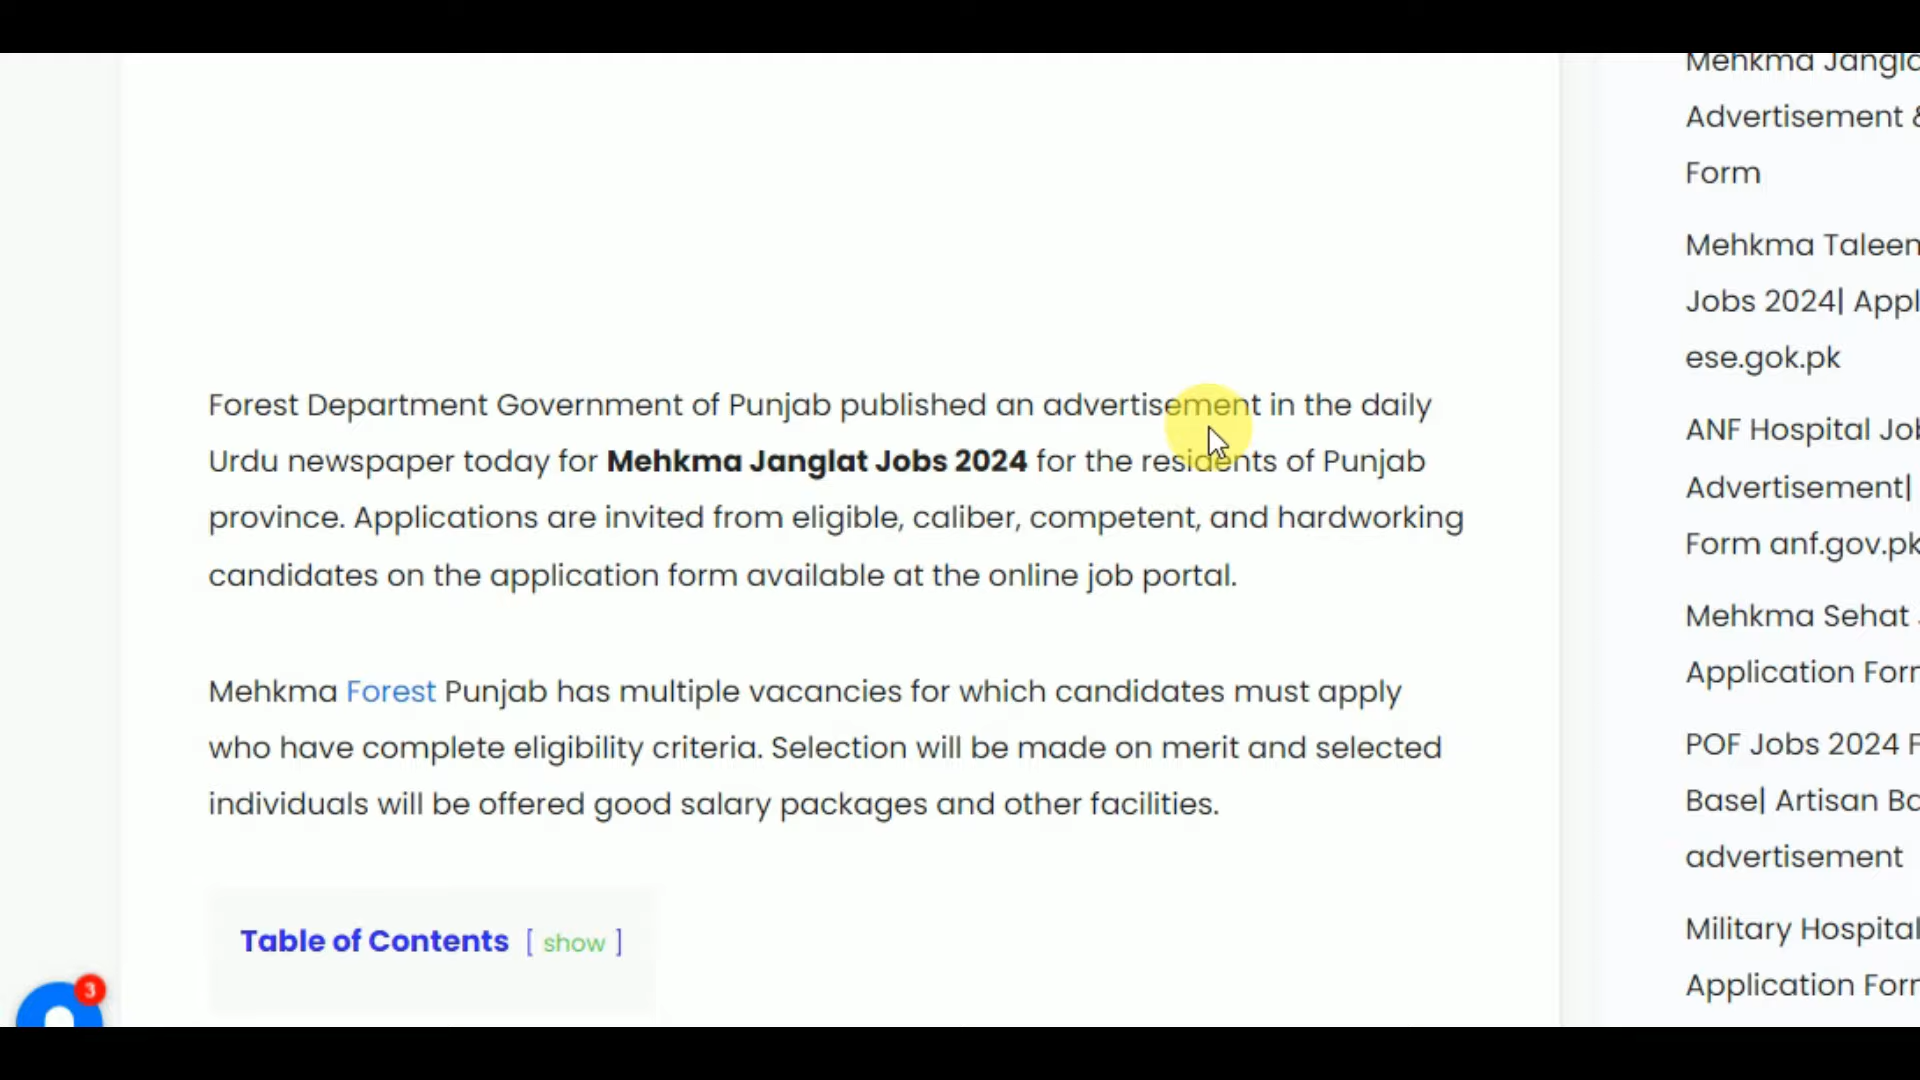 Forest Department Government of Punjab published an advertisement in the daily
Urdu newspaper today for Mehkma Janglat Jobs 2024 for the residents of Punjab
province. Applications are invited from eligible, caliber, competent, and hardworking
candidates on the application form available at the online job portal.
Mehkma Forest Punjab has multiple vacancies for which candidates must apply
who have complete eligibility criteria. Selection will be made on merit and selected
individuals will be offered good salary packages and other facilities.
Table of Contents [ show ]
3
Mehkma
Advertisement &
Form
Mehkma
Jobs 2024|
ese.gok.pk
ANF Hospital
Advertisement|
Form anf.gov.pk
Mehkma Sehat
Application
POF Jobs 2024
Base| Artisan
advertisement
Military Hospital
Application